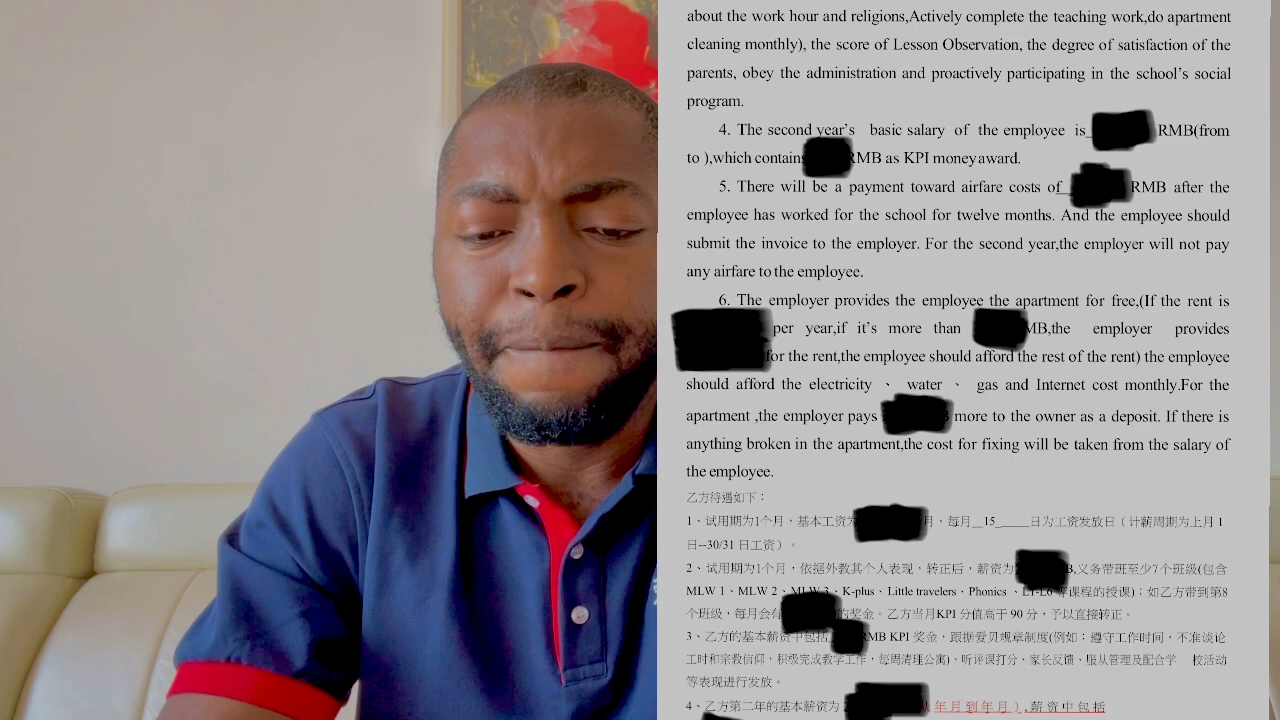 about the work hour and religions,Actively complete the teaching work,do apartment
cleaning monthly), the score of Lesson Observation, the degree of satisfaction of the
parents, obey the administration and proactively participating in the school's social
program.
4. The second year's basic salary of the employee is_ RMB(from
to ),which contains RMB as KPI money award.
5. There will be a payment toward airfare costs of_ RMB after the
employee has worked for the school for twelve months. And the employee should
submit the invoice to the employer. For the second year,the employer will not pay
any airfare to the employee.
6. The employer provides the employee the apartment for free,(If the rent is
per year,if it's more than MB,the employer provides
for the rent,the employee should afford the rest of the rent) the employee
should afford the electricity 、 water 、 gas and Internet cost monthly.For the
apartment ,the employer pays more to the owner as a deposit. If there is
anything broken in the apartment,the cost for fixing will be taken from the salary of
the employee.
乙方待遇如下：
1、试用期为1个月，基本工资为 月，每月__15_____日为工资发放日（计薪周期为上月 1
日--30/31 日工资）。
2、试用期为1个月，依据外教其个人表现，转正后，薪资为 B,义务带班至少7个班级(包含
MLW 1、MLW 2、MLW 3、K-plus、Little travelers、Phonics 、L1-L6 等课程的授课)；如乙方带到第8
个班级，每月会有 的奖金。乙方当月KPI 分值高于 90 分，予以直接转正。
3、乙方的基本薪资中包括 RMB KPI 奖金，跟据爱贝规章制度(例如：遵守工作时间，不准谈论
工时和宗教信仰，积极完成教学工作，每周清理公寓)、听评课打分、家长反馈、服从管理及配合学 校活动
等表现进行发放。
4、乙方第二年的基本薪资为 从 年 月 到 年 月 ）,薪 资 中 包 括